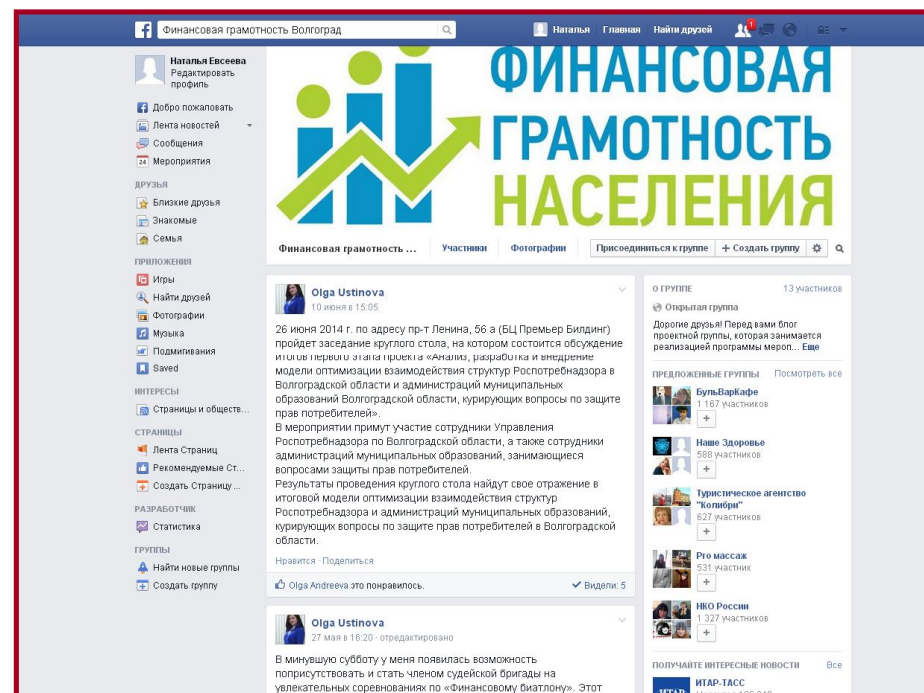 Финансовая грамотность Волгоград
Наталья Главная Найти друзей 1
Наталья Евсеева
Редактировать
профиль
Добро пожаловать
Лента новостей
Сообщения
24 Мероприятия
ДРУЗЬЯ
Близкие друзья
Знакомые
Семья
ПРИЛОЖЕНИЯ
Игры
Найти друзей
Фотографии
Музыка
Подмигивания
Saved
ИНТЕРЕСЫ
Страницы и обществ...
СТРАНИЦЫ
Лента Страниц
Рекомендуемые Ст...
Создать Страницу...
РАЗРАБОТЧИК
Статистика
ГРУППЫ
Найти новые группы
Создать группу
ФИНАНСОВАЯ
ГРАМОТНОСТЬ
НАСЕЛЕНИЯ
Финансовая грамотность ... Участники Фотографии Присоединиться к группе + Создать группу
Olga Ustinova
10 июня в 15:05
26 июня 2014 г. по адресу пр-т Ленина, 56 а (БЦ Премьер Билдинг)
пройдет заседание круглого стола, на котором состоится обсуждение
итогов первого этапа проекта «Анализ, разработка и внедрение
модели оптимизации взаимодействия структур Роспотребнадзора в
Волгоградской области и администраций муниципальных
образований Волгоградской области, курирующих вопросы по защите
прав потребителей».
В мероприятии примут участие сотрудники Управления
Роспотребнадзора по Волгоградской области, а также сотрудники
администраций муниципальных образований, занимающиеся
вопросами защиты прав потребителей.
Результаты проведения круглого стола найдут свое отражение в
итоговой модели оптимизации взаимодействия структур
Роспотребнадзора и администраций муниципальных образований,
курирующих вопросы по защите прав потребителей в Волгоградской
области.
Нравится · Поделиться
Olga Andreeva это понравилось. Видели: 5
Olga Ustinova
27 мая в 16:20 · отредактировано
В минувшую субботу у меня появилась возможность
поприсутствовать и стать членом судейской бригады на
увлекательных соревнованиях по «Финансовому биатлону». Этот
О ГРУППЕ 13 участников
Открытая группа
Дорогие друзья! Перед вами блог
проектной группы, которая занимается
реализацией программы мероп... Еще
ПРЕДЛОЖЕННЫЕ ГРУППЫ Посмотреть все
БульВарКафе
1 167 участников
+
Наше Здоровье
588 участников
+
Туристическое агентство
"Колибри"
627 участников
+
Pro массаж
531 участник
+
НКО России
1 327 участников
+
ПОЛУЧАЙТЕ ИНТЕРЕСНЫЕ НОВОСТИ Все
ИТАР-ТАСС